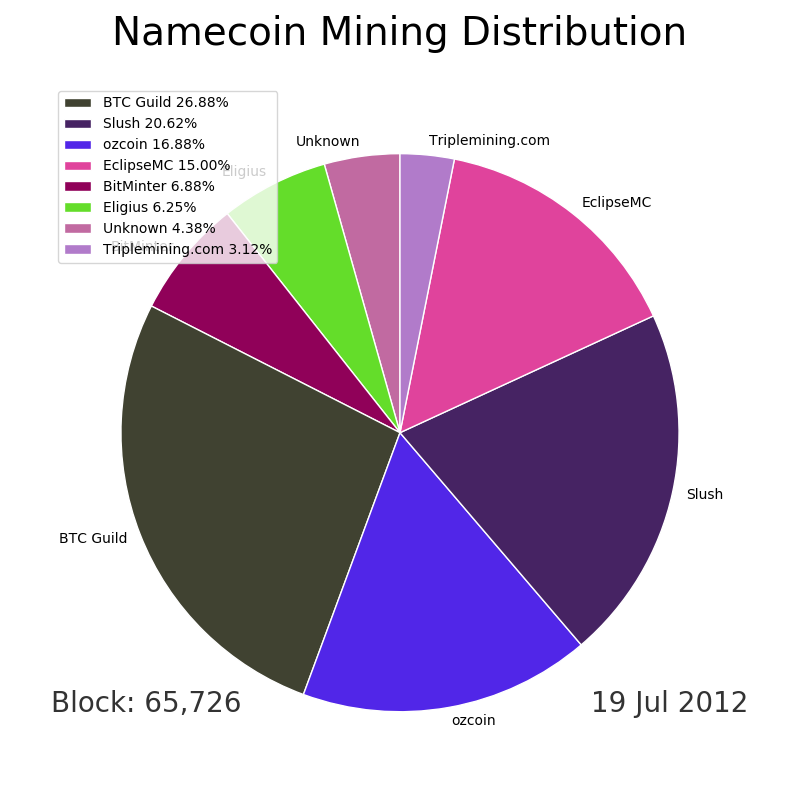 Namecoin Mining Distribution
BTC Guild 26.88%
Slush 20.62%
ozcoin 16.88%
EclipseMC 15.00%
BitMinter 6.88%
Eligius 6.25%
Unknown 4.38%
Triplemining.com 3.12%
Unknown
Triplemining.com
Eligius
EclipseMC
BitMinter
Slush
BTC Guild
ozcoin
Block: 65,726
19 Jul 2012